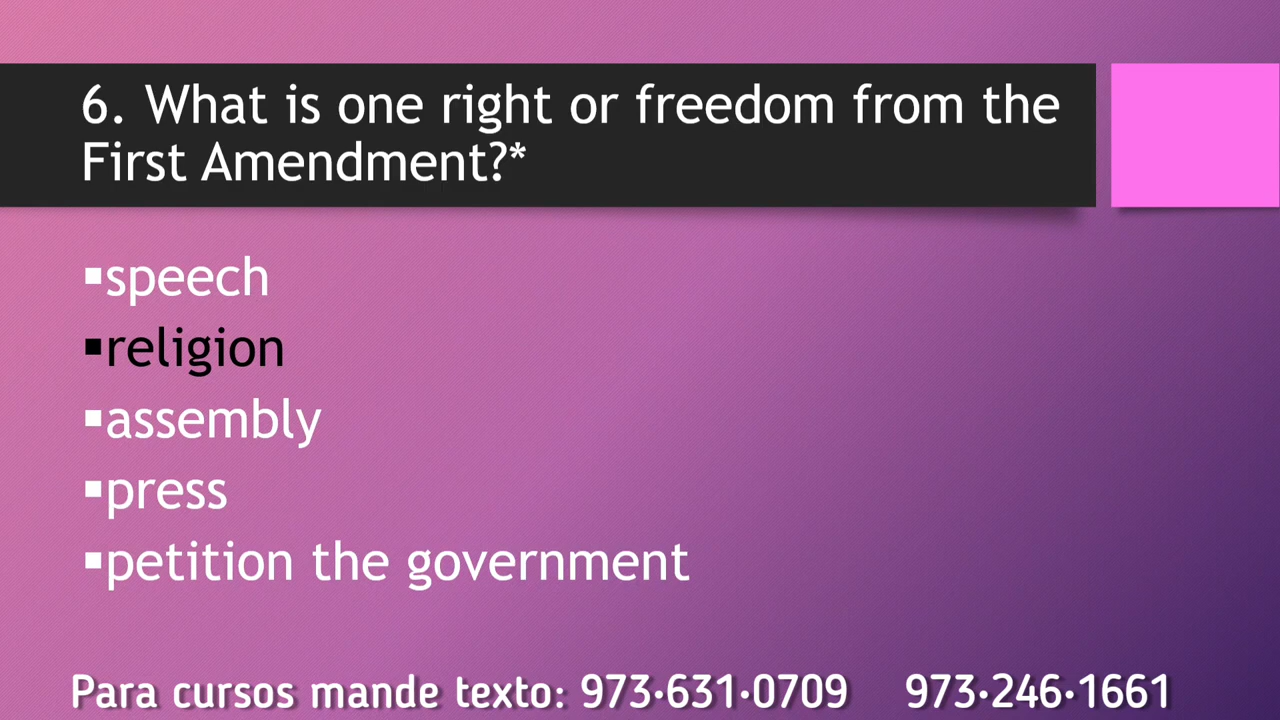 6. What is one right or freedom from the
First Amendment?*
▪speech
▪religion
▪assembly
▪press
▪petition the government
Para cursos mande texto: 973·631·0709 973·246·1661